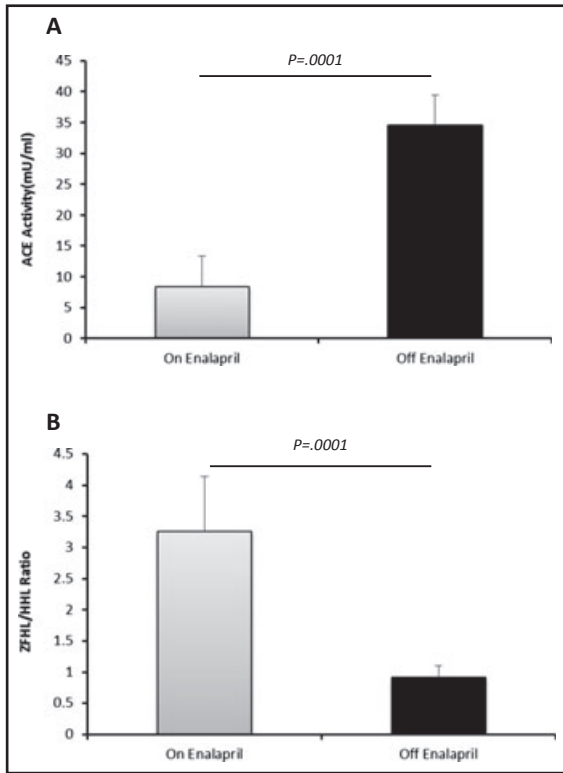 A
P=.0001
45
40
35
30
25
20
15
10
5
0
ACE Activity(mU/ml)
On Enalapril
Off Enalapril
B
P=.0001
4.5
4
3.5
3
2.5
2
1.5
1
0.5
0
ZFHL/HHL Ratio
On Enalapril
Off Enalapril